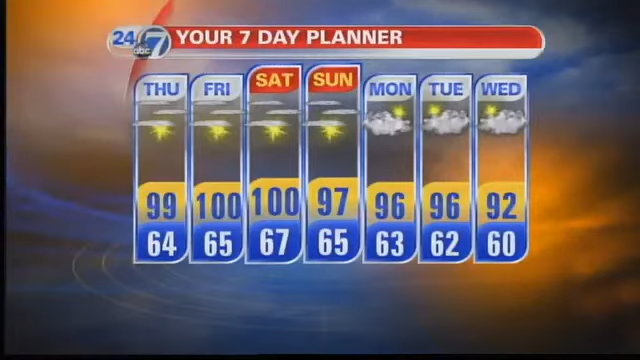 24 abc 7 YOUR 7 DAY PLANNER
THU FRI SAT SUN MON TUE WED
99 100 100 97 96 96 92
64 65 67 65 63 62 60